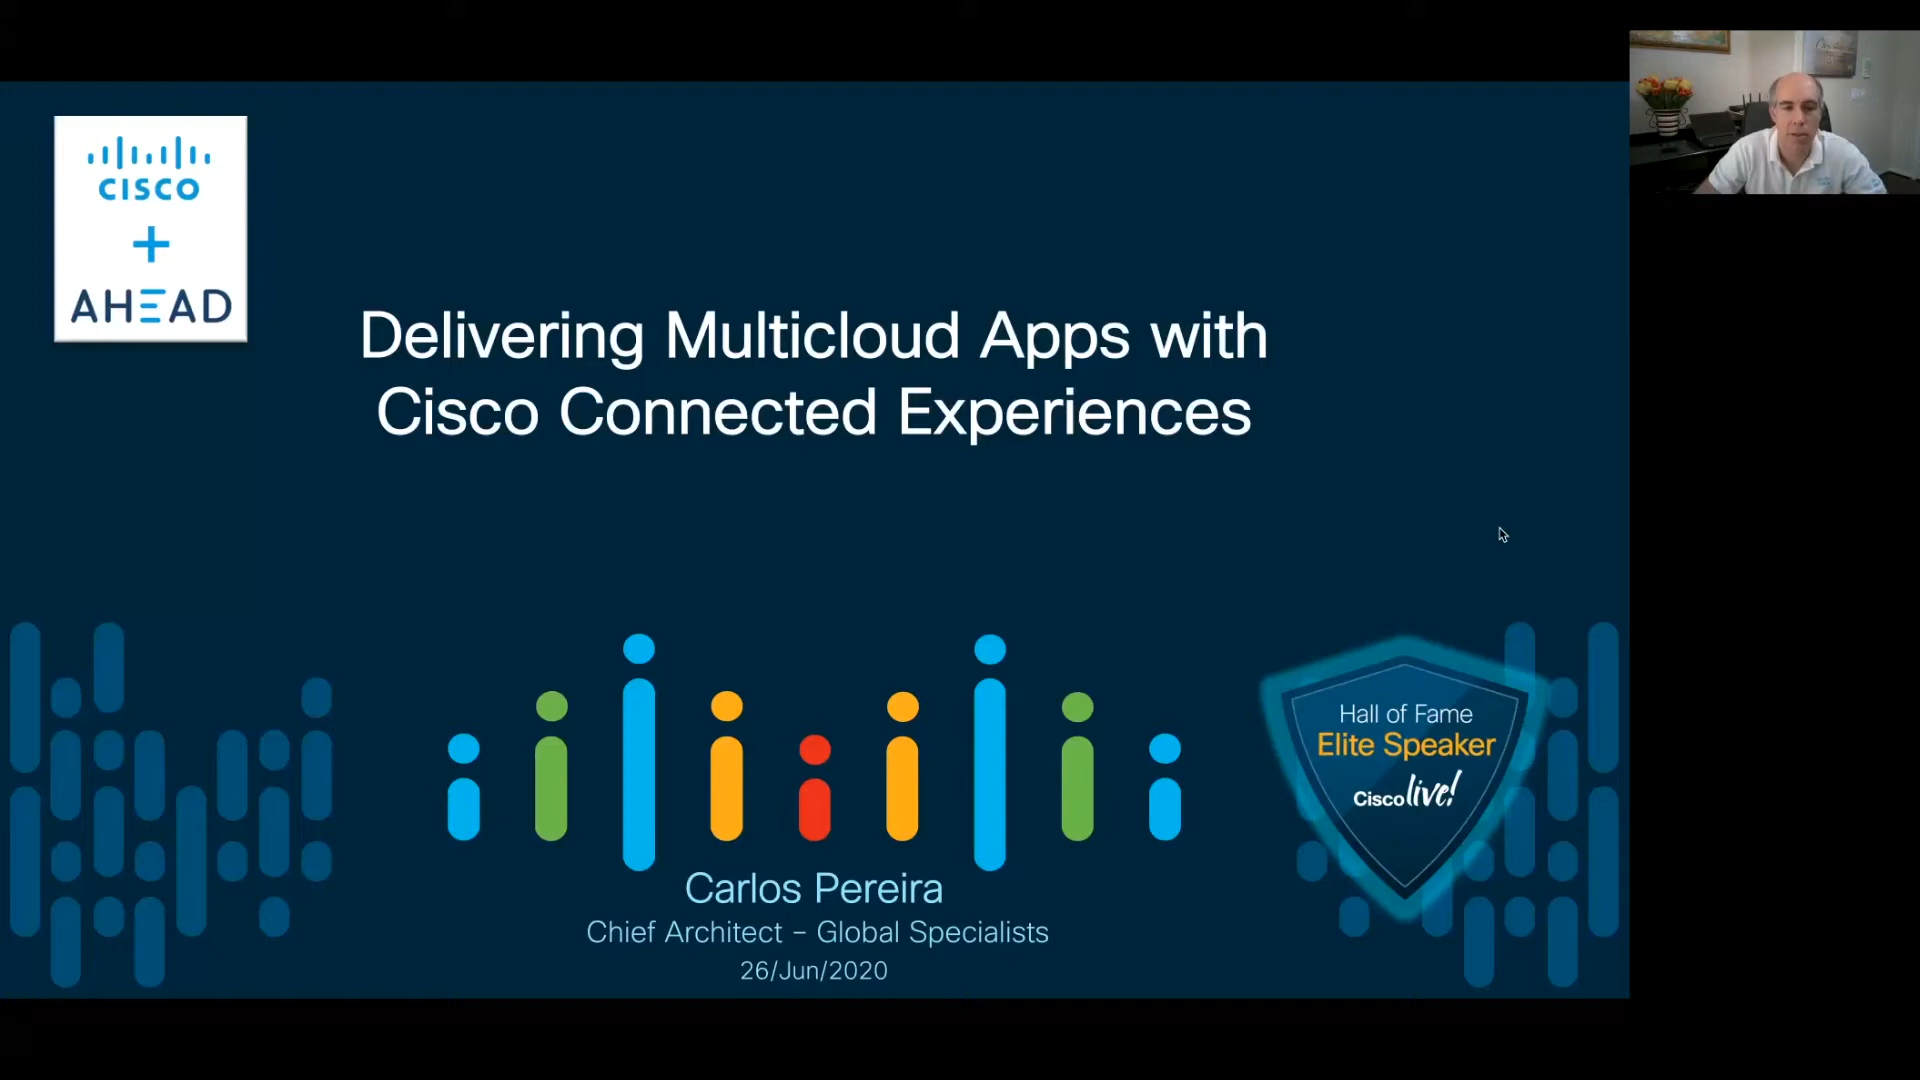 CISCO
+
AHEAD
Delivering Multicloud Apps with
Cisco Connected Experiences
Hall of Fame
Elite Speaker
Cisco live!
Carlos Pereira
Chief Architect – Global Specialists
26/Jun/2020